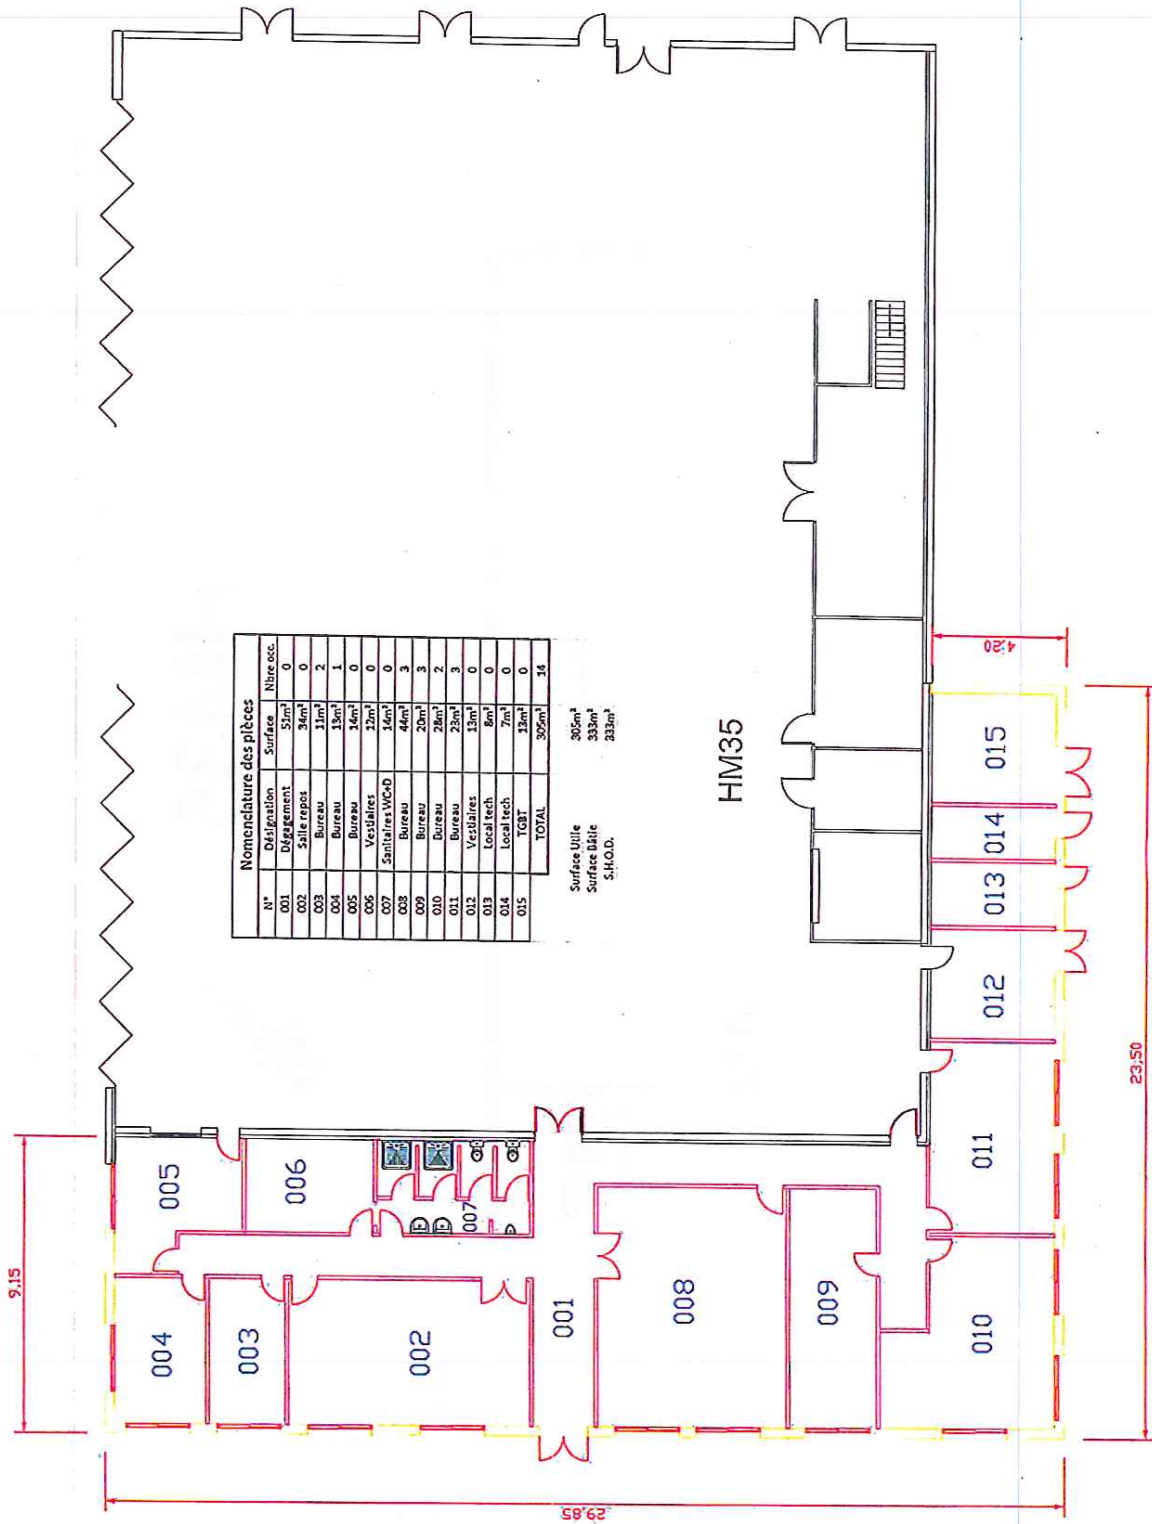 Nomenclature des pièces
N° Désignation Surface Nbre occ.
001 Dégagement 51m² 0
002 Salle repos 34m² 0
003 Bureau 11m² 2
004 Bureau 13m² 1
005 Bureau 14m² 0
006 Vestiaires 12m² 0
007 Sanitaires WC+D 14m² 0
008 Bureau 44m² 3
009 Bureau 20m² 3
010 Bureau 28m² 2
011 Bureau 23m² 3
012 Vestiaires 13m² 0
013 Local tech 8m² 0
014 Local tech 7m² 0
015 TGBT 13m² 0
TOTAL 305m² 14
Surface Utile 305m²
Surface Bâtie 333m²
S.H.O.D. 333m²
HM35
9,15
29,85
23,50
4,20
004
003
002
001
005
006
007
008
009
010
011
012
013
014
015